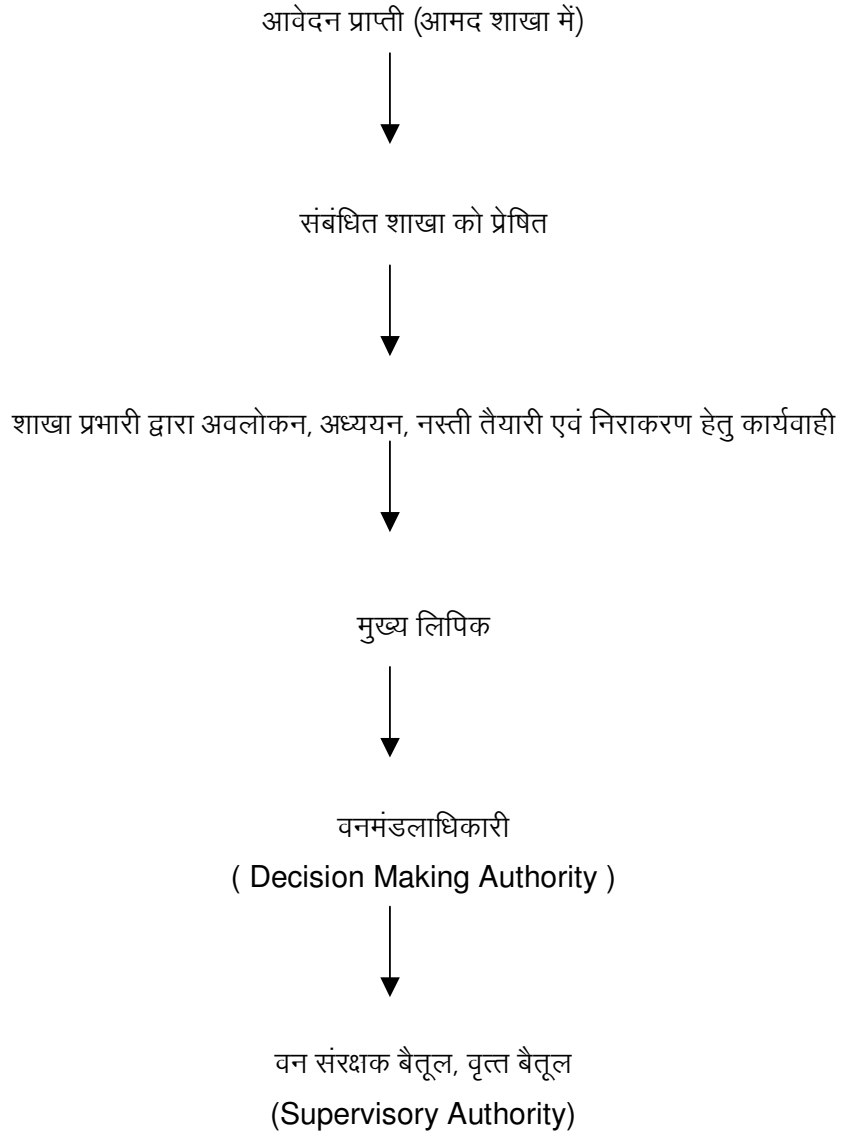 आवेदन प्राप्ती (आमद शाखा में)
संबंधित शाखा को प्रेषित
शाखा प्रभारी द्वारा अवलोकन, अध्ययन, नस्ती तैयारी एवं निराकरण हेतु कार्यवाही
मुख्य लिपिक
वनमंडलाधिकारी
( Decision Making Authority )
वन संरक्षक बैतूल, वृत्त बैतूल
(Supervisory Authority)